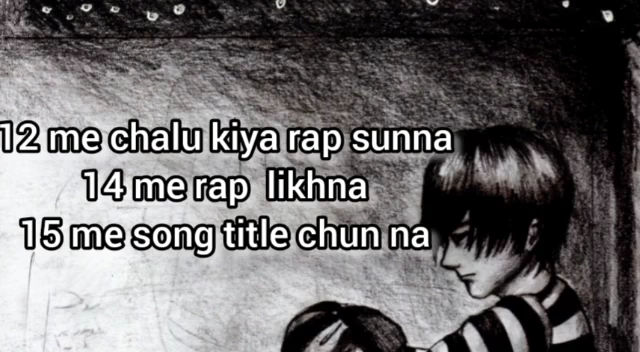 12 me chalu kiya rap sunna
14 me rap likhna
15 me song title chun na